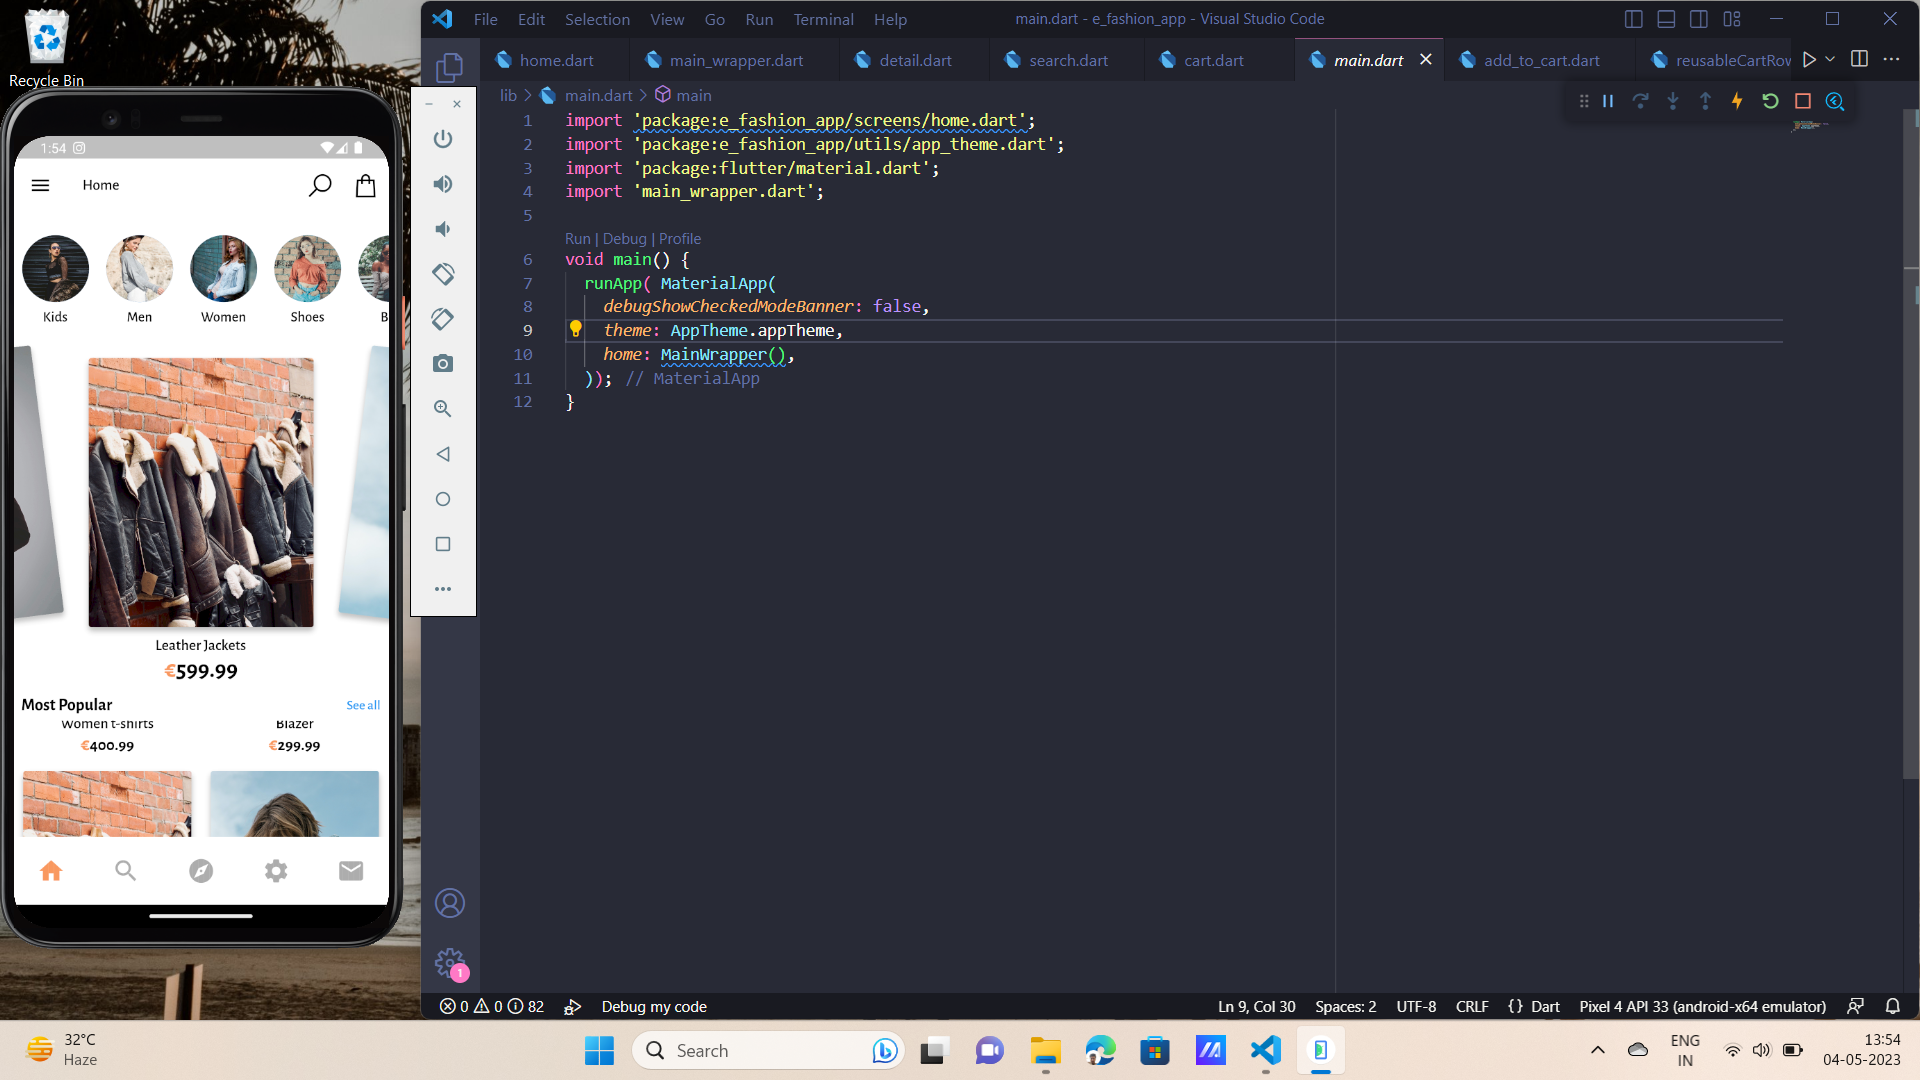 Recycle Bin
1:54
Home
Kids
Men
Women
Shoes
B
Leather Jackets
€599.99
Most Popular
See all
Women t-shirts
Blazer
€400.99
€299.99
File Edit Selection View Go Run Terminal Help
main.dart - e_fashion_app - Visual Studio Code
home.dart
main_wrapper.dart
detail.dart
search.dart
cart.dart
main.dart
add_to_cart.dart
reusableCartRow
lib > main.dart > main
1 import 'package:e_fashion_app/screens/home.dart';
2 import 'package:e_fashion_app/utils/app_theme.dart';
3 import 'package:flutter/material.dart';
4 import 'main_wrapper.dart';
5
Run | Debug | Profile
6 void main() {
7 runApp( MaterialApp(
8 debugShowCheckedModeBanner: false,
9 theme: AppTheme.appTheme,
10 home: MainWrapper(),
11 )); // MaterialApp
12 }
1
0 0 82
Debug my code
Ln 9, Col 30
Spaces: 2
UTF-8
CRLF
{} Dart
Pixel 4 API 33 (android-x64 emulator)
32°C
Haze
Search
ENG
IN
13:54
04-05-2023